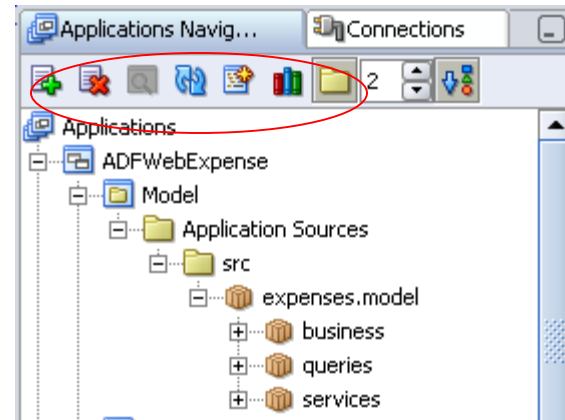 Applications Navig... Connections
2
Applications
ADFWebExpense
Model
Application Sources
src
expenses.model
business
queries
services